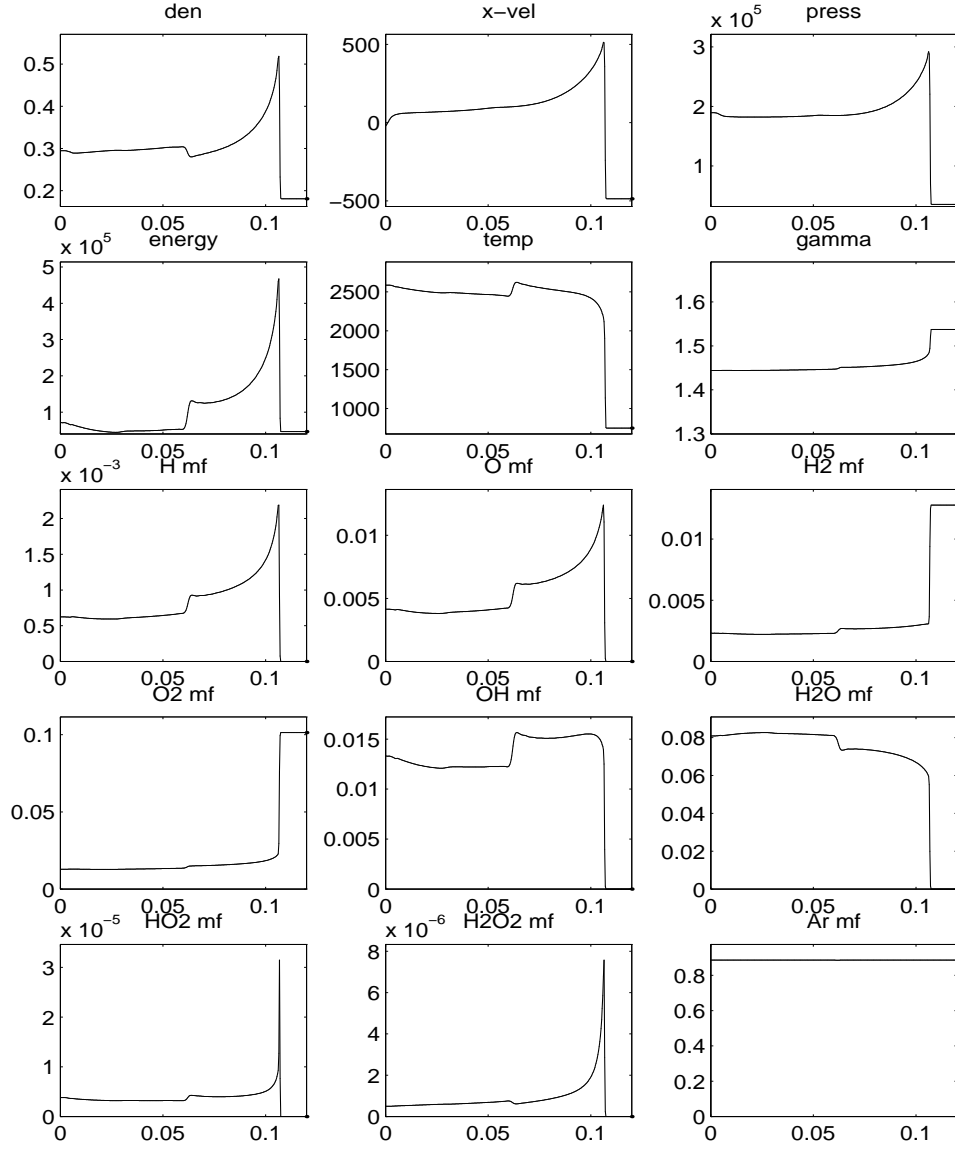 den
x−vel
press
x 10^5
0.5
0.4
0.3
0.2
500
0
−500
3
2
1
0 0.05 0.1
0 0.05 0.1
0 0.05 0.1
energy
temp
gamma
x 10^5
5
4
3
2
1
2500
2000
1500
1000
1.6
1.5
1.4
1.3
0 0.05 0.1
0 0.05 0.1
0 0.05 0.1
H mf
O mf
H2 mf
x 10^−3
2
1.5
1
0.5
0
0.01
0.005
0
0.01
0.005
0
0 0.05 0.1
0 0.05 0.1
0 0.05 0.1
O2 mf
OH mf
H2O mf
0.1
0.05
0
0.015
0.01
0.005
0
0.08
0.06
0.04
0.02
0
0 0.05 0.1
0 0.05 0.1
0 0.05 0.1
HO2 mf
H2O2 mf
Ar mf
x 10^−5
x 10^−6
3
2
1
0
8
6
4
2
0
0.8
0.6
0.4
0.2
0
0 0.05 0.1
0 0.05 0.1
0 0.05 0.1